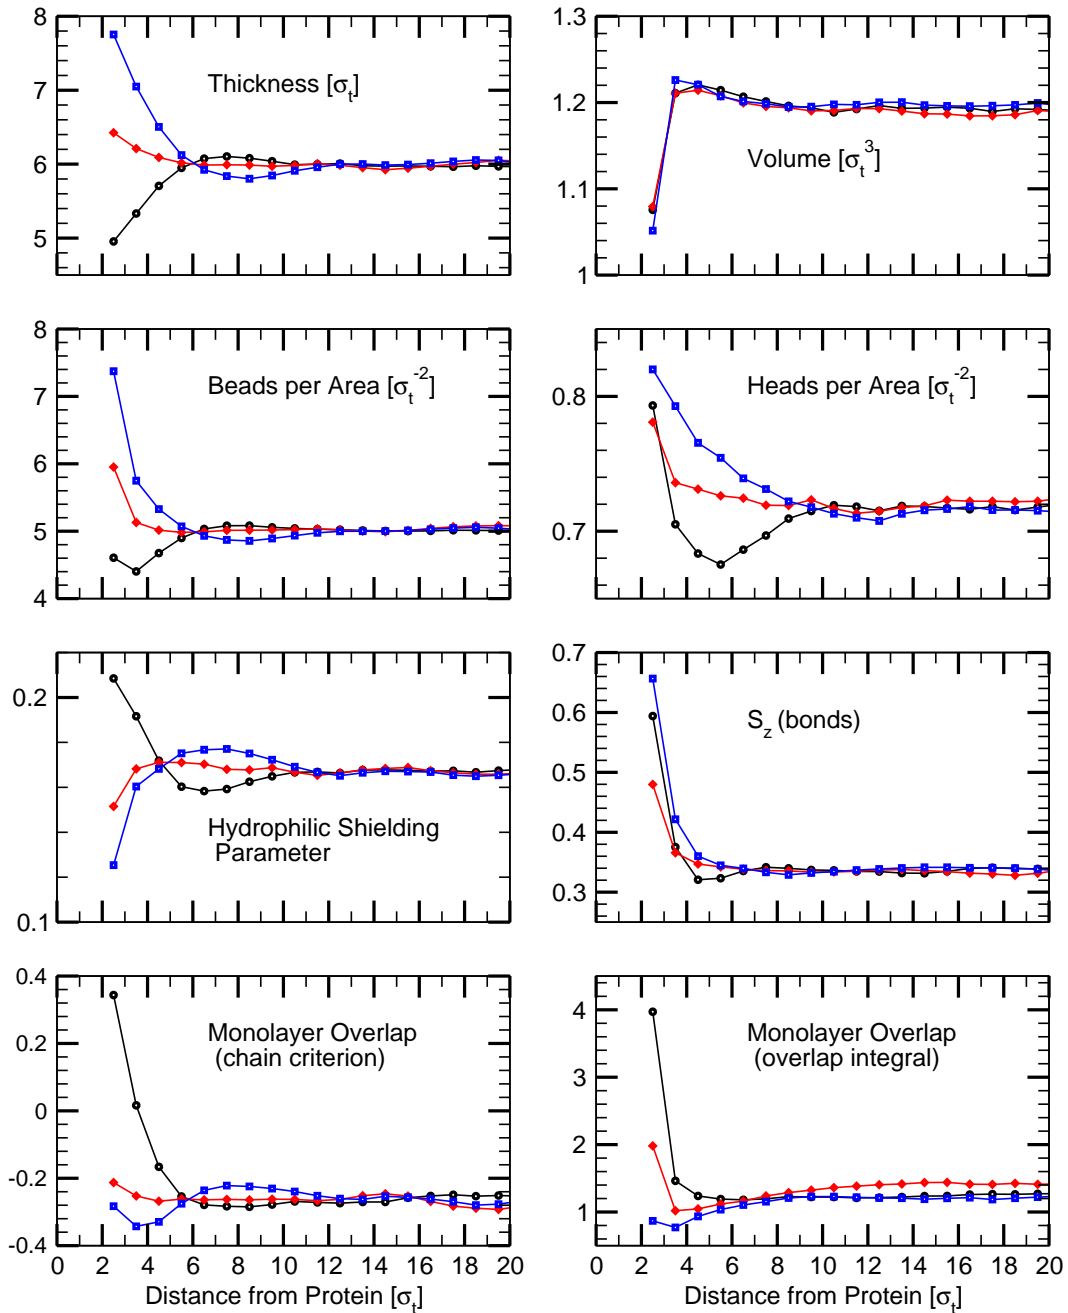 8
7
6
5
Thickness [σt]
1.3
1.2
1.1
1
Volume [σt^3]
8
7
6
5
4
Beads per Area [σt^-2]
0.8
0.7
Heads per Area [σt^-2]
0.2
0.1
Hydrophilic Shielding
Parameter
0.7
0.6
0.5
0.4
0.3
Sz (bonds)
0.4
0.2
0
-0.2
-0.4
Monolayer Overlap
(chain criterion)
0 2 4 6 8 10 12 14 16 18 20
Distance from Protein [σt]
4
3
2
1
Monolayer Overlap
(overlap integral)
0 2 4 6 8 10 12 14 16 18 20
Distance from Protein [σt]